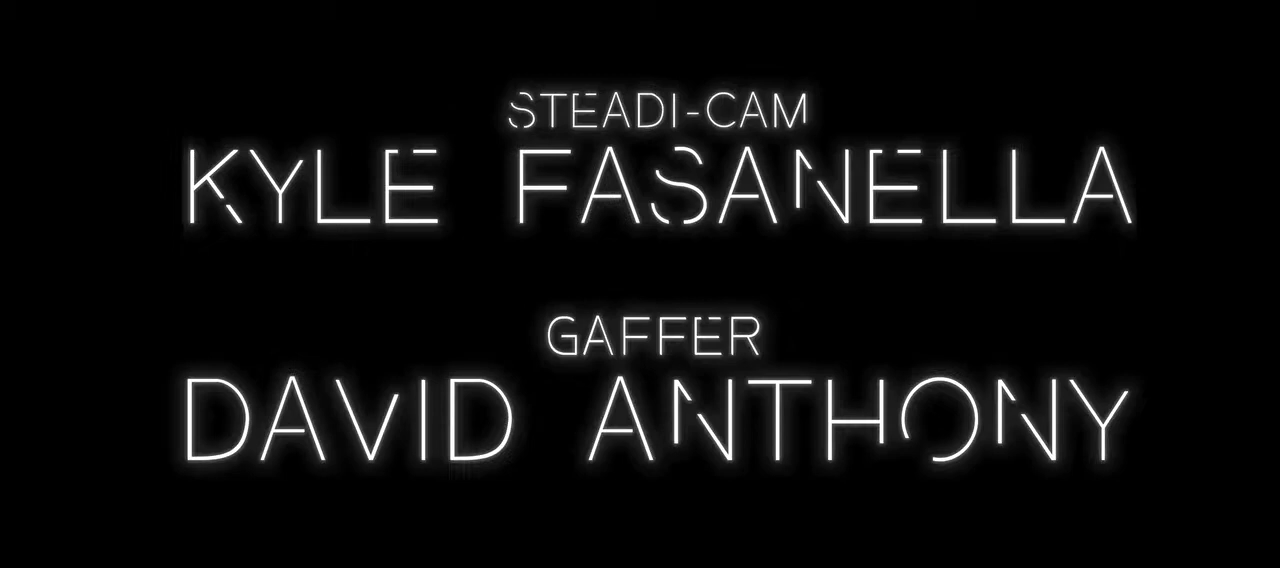 STEADI-CAM
KYLE FASANELLA
GAFFER
DAVID ANTHONY